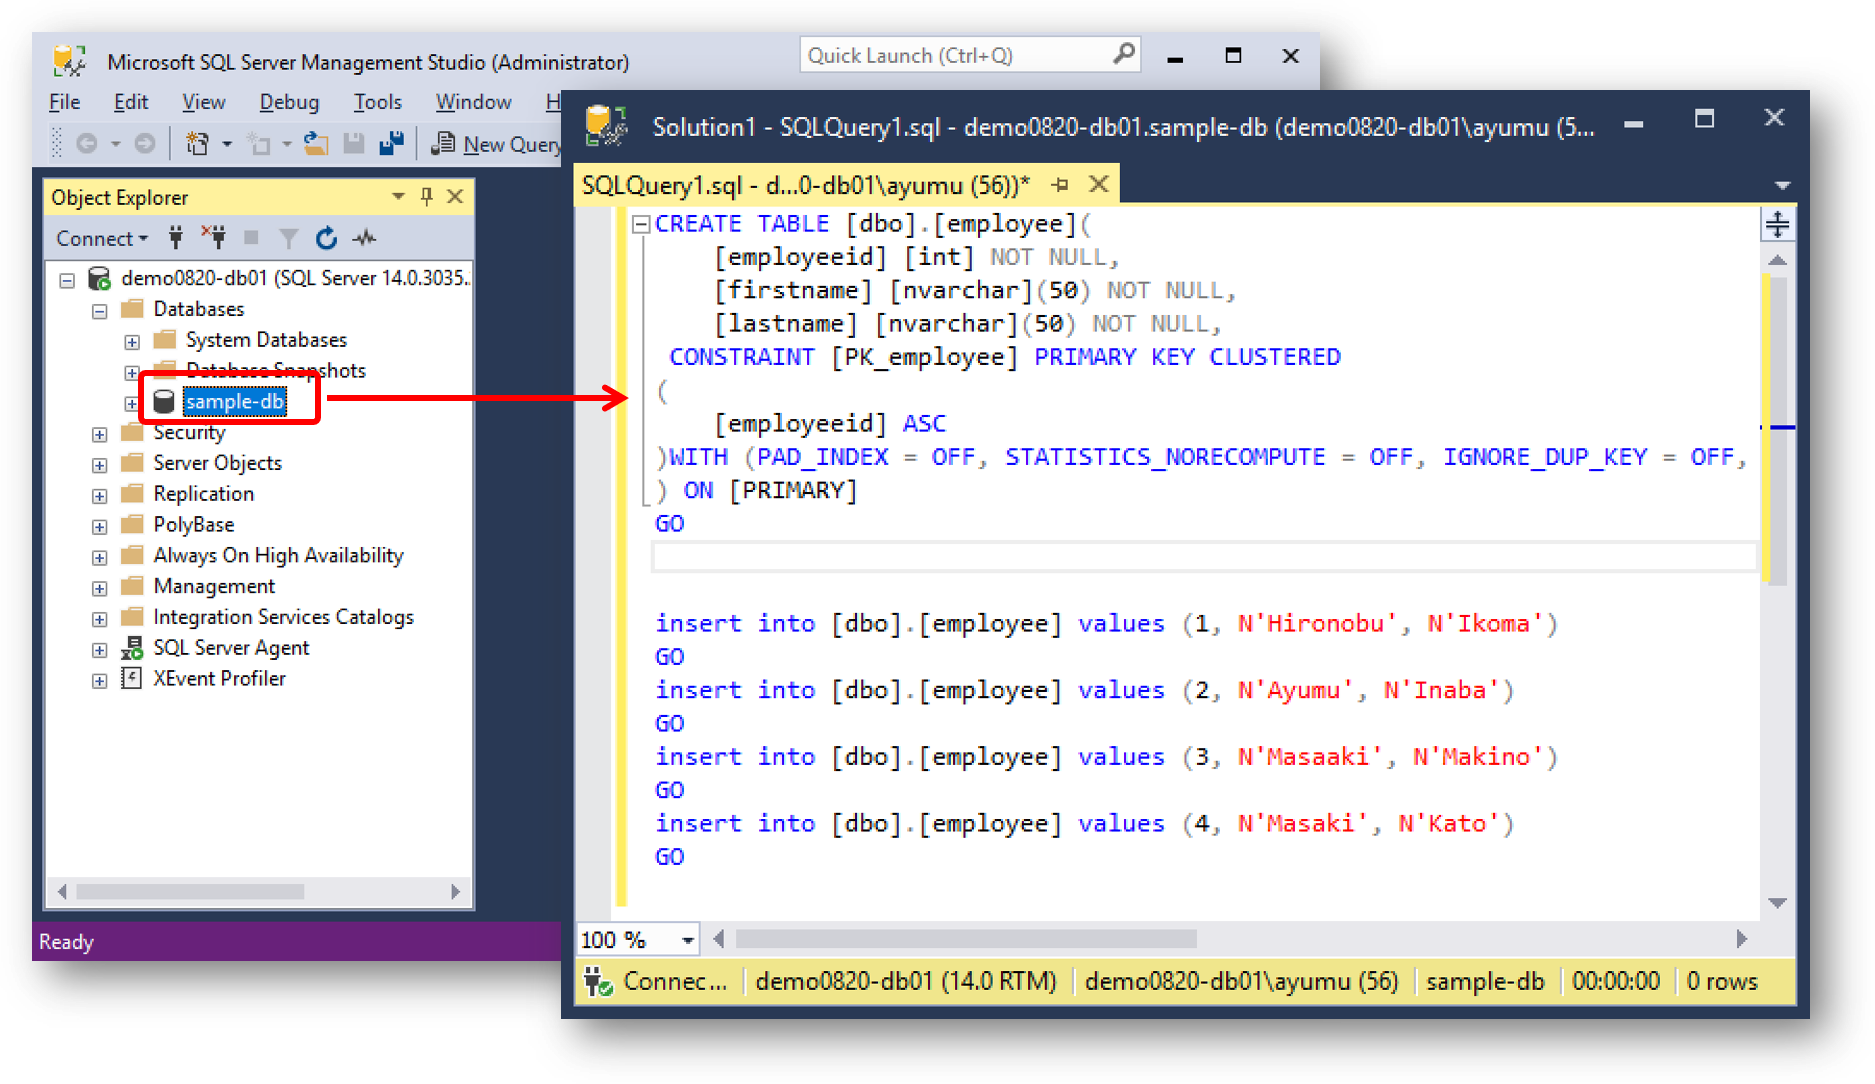 Microsoft SQL Server Management Studio (Administrator)
Quick Launch (Ctrl+Q)
File Edit View Debug Tools Window H
New Query
Object Explorer
Connect
demo0820-db01 (SQL Server 14.0.3035.
Databases
System Databases
Database Snapshots
sample-db
Security
Server Objects
Replication
PolyBase
Always On High Availability
Management
Integration Services Catalogs
SQL Server Agent
XEvent Profiler
Ready
Solution1 - SQLQuery1.sql - demo0820-db01.sample-db (demo0820-db01\ayumu (5...
SQLQuery1.sql - d...0-db01\ayumu (56))*
CREATE TABLE [dbo].[employee](
[employeeid] [int] NOT NULL,
[firstname] [nvarchar](50) NOT NULL,
[lastname] [nvarchar](50) NOT NULL,
CONSTRAINT [PK_employee] PRIMARY KEY CLUSTERED
(
[employeeid] ASC
)WITH (PAD_INDEX = OFF, STATISTICS_NORECOMPUTE = OFF, IGNORE_DUP_KEY = OFF,
) ON [PRIMARY]
GO
insert into [dbo].[employee] values (1, N'Hironobu', N'Ikoma')
GO
insert into [dbo].[employee] values (2, N'Ayumu', N'Inaba')
GO
insert into [dbo].[employee] values (3, N'Masaaki', N'Makino')
GO
insert into [dbo].[employee] values (4, N'Masaki', N'Kato')
GO
100 %
Connec... demo0820-db01 (14.0 RTM) demo0820-db01\ayumu (56) sample-db 00:00:00 0 rows